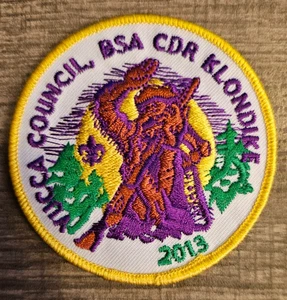 YUCCA COUNCIL, BSA CDR KLONDIKE
2013